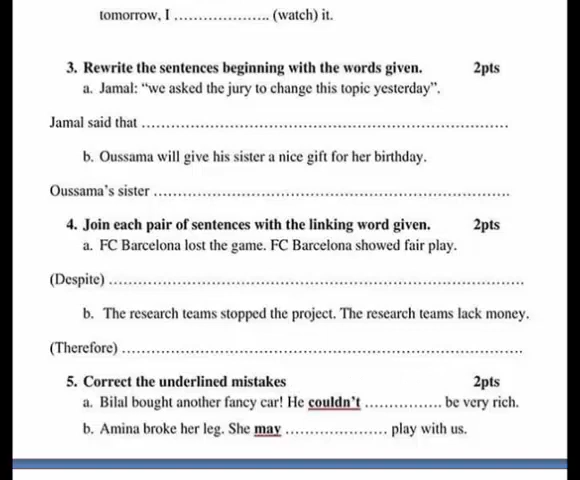 tomorrow, I ..................... (watch) it.
3. Rewrite the sentences beginning with the words given. 2pts
a. Jamal: “we asked the jury to change this topic yesterday”.
Jamal said that ...............................................................................
b. Oussama will give his sister a nice gift for her birthday.
Oussama’s sister ............................................................................
4. Join each pair of sentences with the linking word given. 2pts
a. FC Barcelona lost the game. FC Barcelona showed fair play.
(Despite) .......................................................................................
b. The research teams stopped the project. The research teams lack money.
(Therefore) ...................................................................................
5. Correct the underlined mistakes 2pts
a. Bilal bought another fancy car! He couldn’t ................. be very rich.
b. Amina broke her leg. She may ...................... play with us.